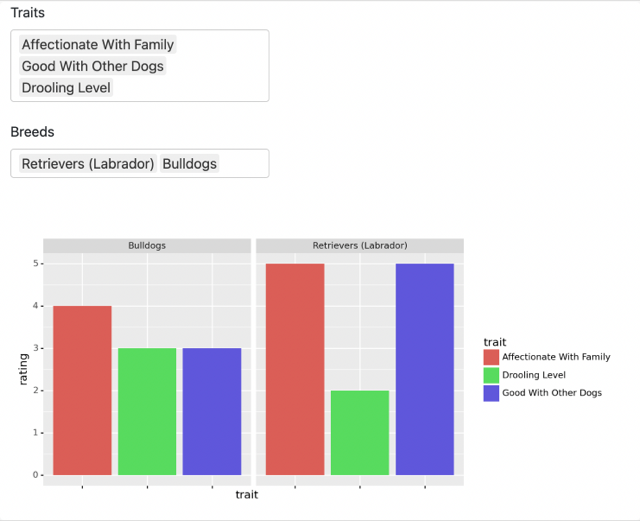 Traits
Affectionate With Family
Good With Other Dogs
Drooling Level
Breeds
Retrievers (Labrador) Bulldogs
Bulldogs
Retrievers (Labrador)
5
4
3
2
1
0
rating
trait
trait
Affectionate With Family
Drooling Level
Good With Other Dogs